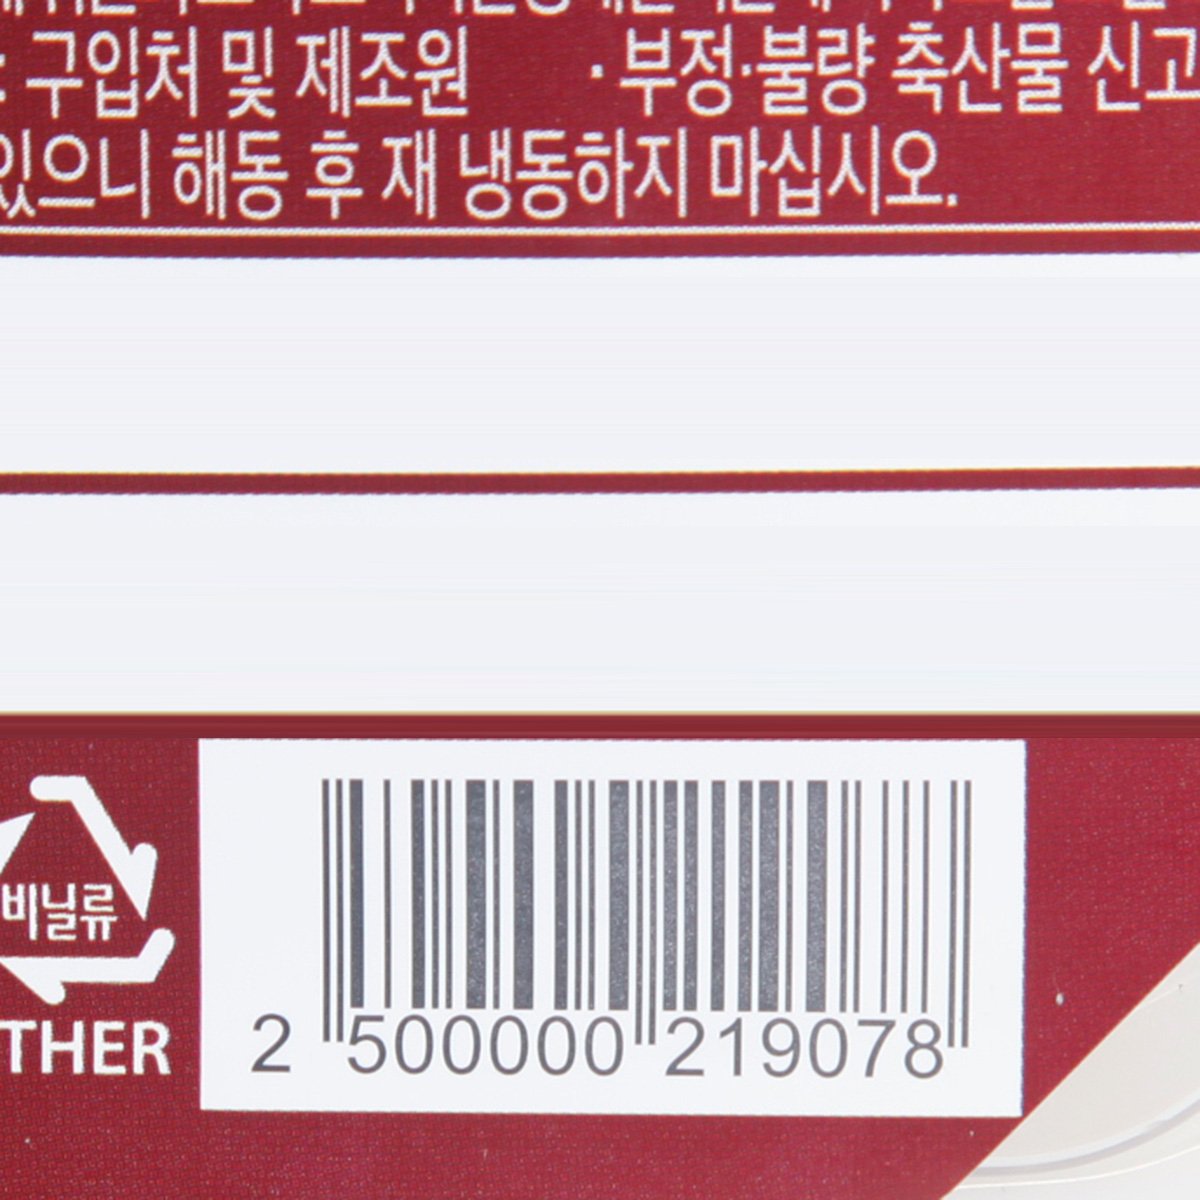 : 구입처 및 제조원 · 부정·불량 축산물 신고
있으니 해동 후 재 냉동하지 마십시오.
비닐류
THER
2 500000 219078